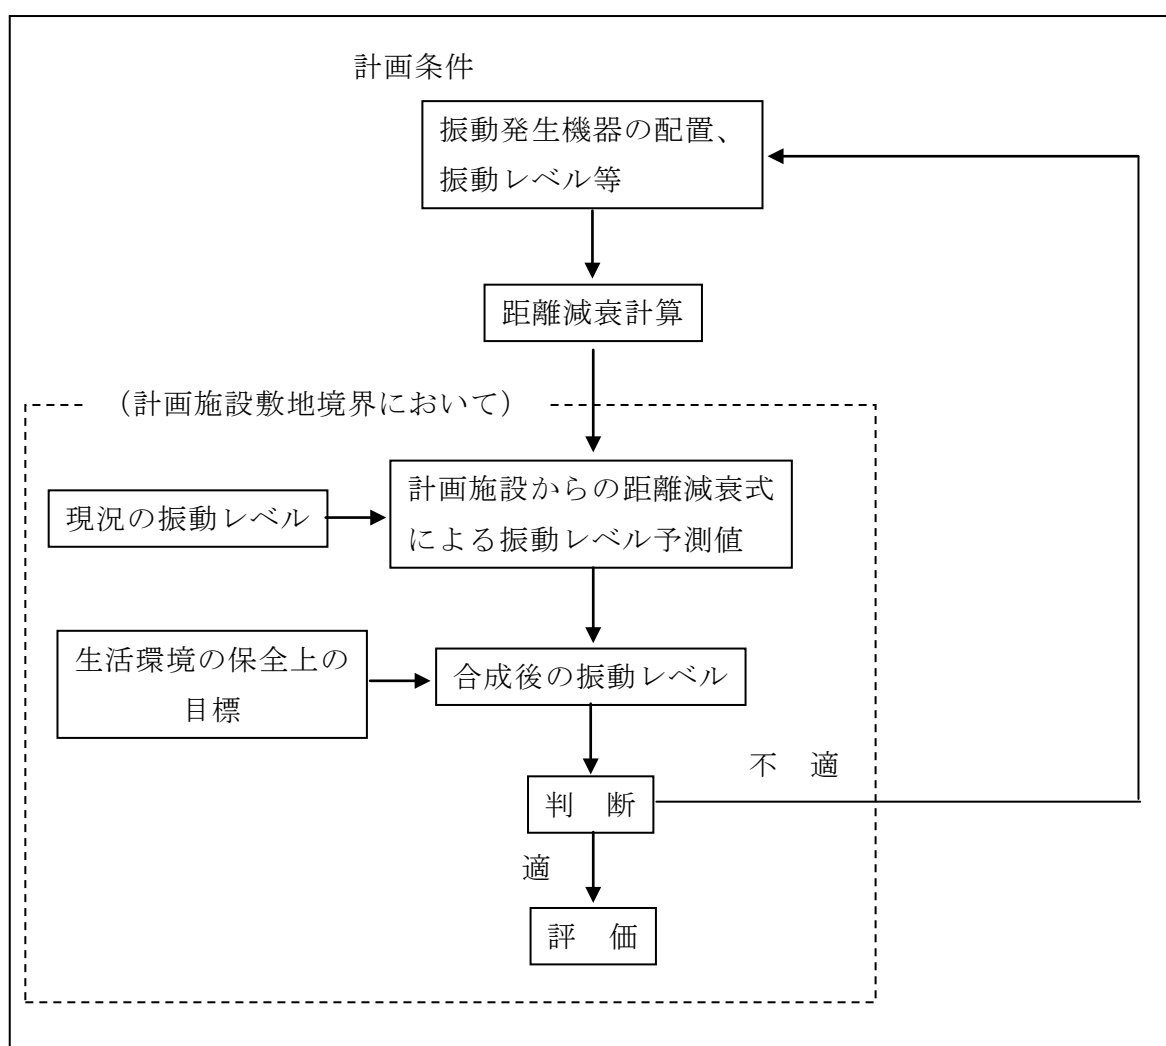 計画条件
振動発生機器の配置、
振動レベル等
距離減衰計算
（計画施設敷地境界において）
現況の振動レベル
計画施設からの距離減衰式
による振動レベル予測値
生活環境の保全上の
目標
合成後の振動レベル
不　適
判　断
適
評　価